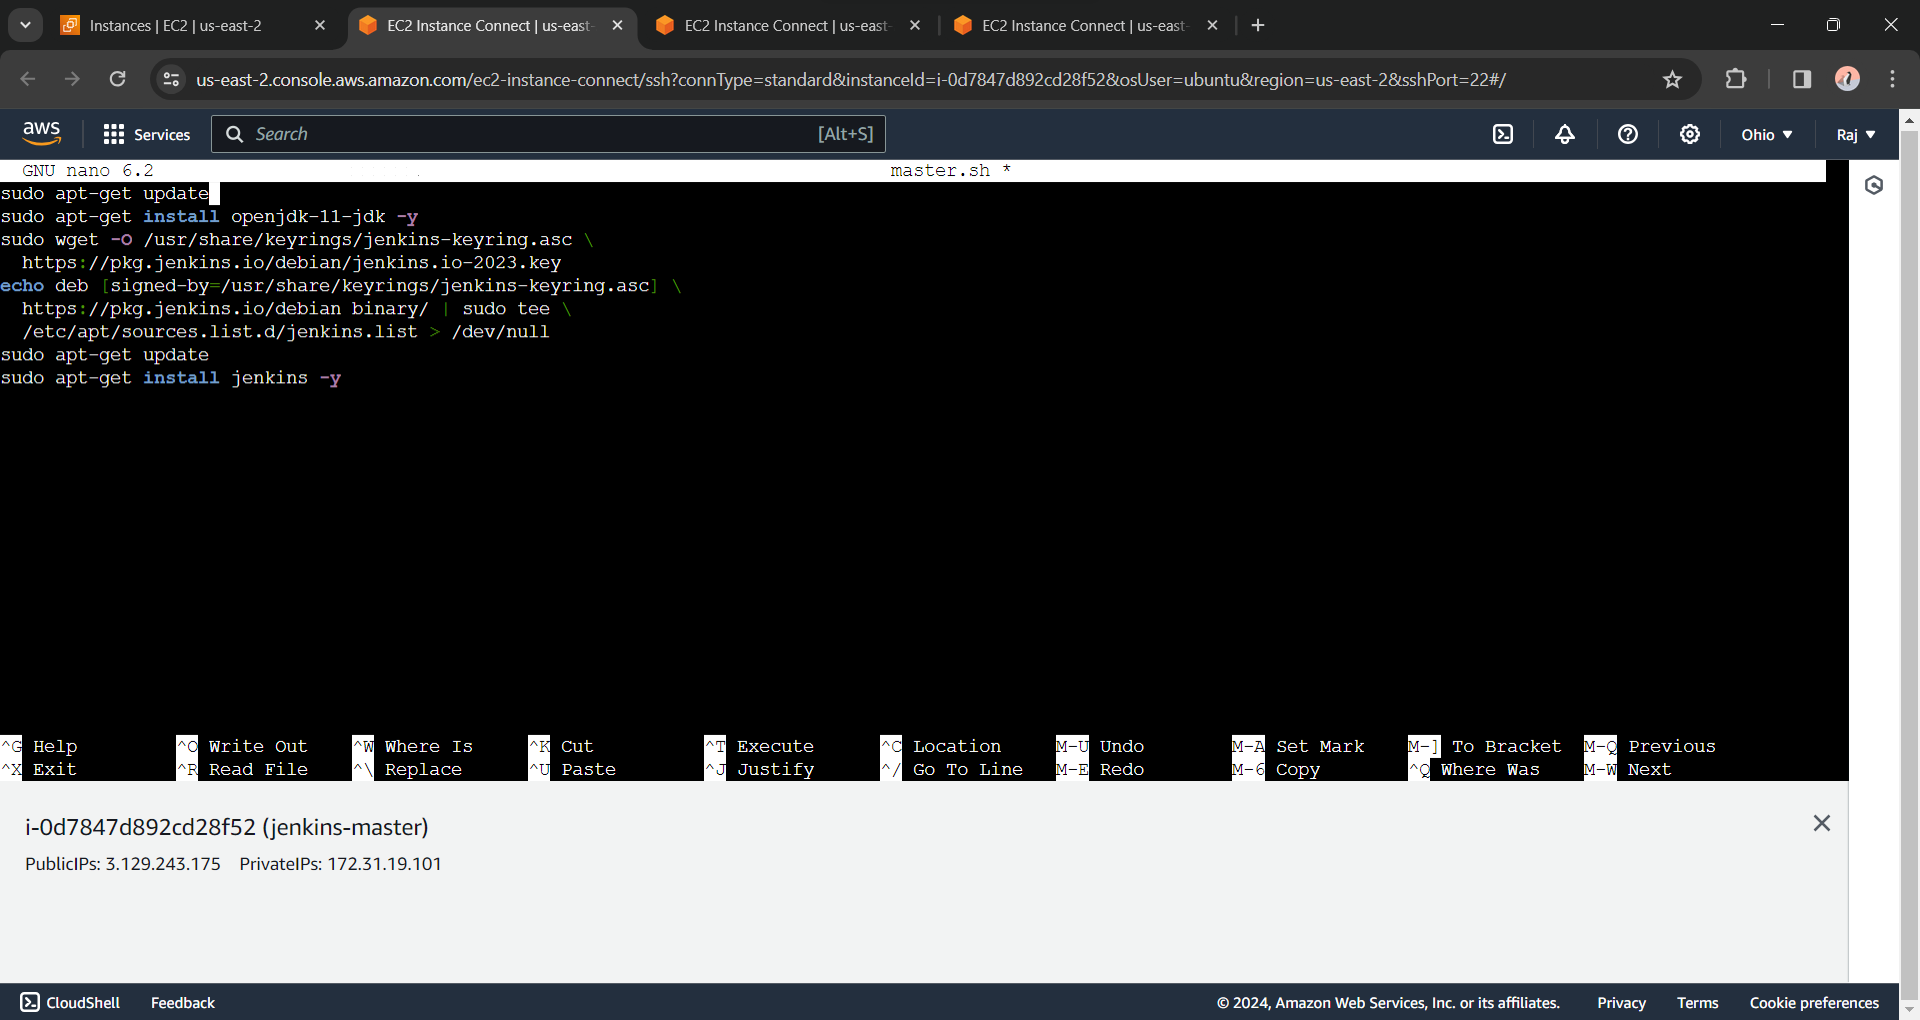 Instances | EC2 | us-east-2
EC2 Instance Connect | us-east-
EC2 Instance Connect | us-east-
EC2 Instance Connect | us-east-
us-east-2.console.aws.amazon.com/ec2-instance-connect/ssh?connType=standard&instanceId=i-0d7847d892cd28f52&osUser=ubuntu&region=us-east-2&sshPort=22#/
aws Services Search [Alt+S] Ohio Raj
GNU nano 6.2 master.sh *
sudo apt-get update
sudo apt-get install openjdk-11-jdk -y
sudo wget -O /usr/share/keyrings/jenkins-keyring.asc \
https://pkg.jenkins.io/debian/jenkins.io-2023.key
echo deb [signed-by=/usr/share/keyrings/jenkins-keyring.asc] \
https://pkg.jenkins.io/debian binary/ | sudo tee \
/etc/apt/sources.list.d/jenkins.list > /dev/null
sudo apt-get update
sudo apt-get install jenkins -y
^G Help ^O Write Out ^W Where Is ^K Cut ^T Execute ^C Location M-U Undo M-A Set Mark M-] To Bracket M-Q Previous
^X Exit ^R Read File ^\ Replace ^U Paste ^J Justify ^/ Go To Line M-E Redo M-6 Copy ^Q Where Was M-W Next
i-0d7847d892cd28f52 (jenkins-master)
PublicIPs: 3.129.243.175 PrivateIPs: 172.31.19.101
CloudShell Feedback © 2024, Amazon Web Services, Inc. or its affiliates. Privacy Terms Cookie preferences